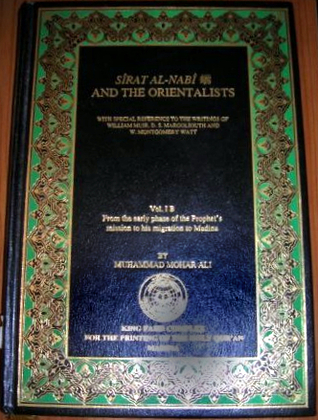 SÎRAT AL-NABÎ ﷺ
AND THE ORIENTALISTS
WITH SPECIAL REFERENCE TO THE WRITINGS OF
WILLIAM MUIR, D. S. MARGOLIOUTH AND
W. MONTGOMERY WATT
Vol. I B
From the early phase of the Prophet's
mission to his migration to Madina
BY
MUHAMMAD MOHAR ALI
KING FAHD COMPLEX
FOR THE PRINTING OF THE HOLY QUR'AN